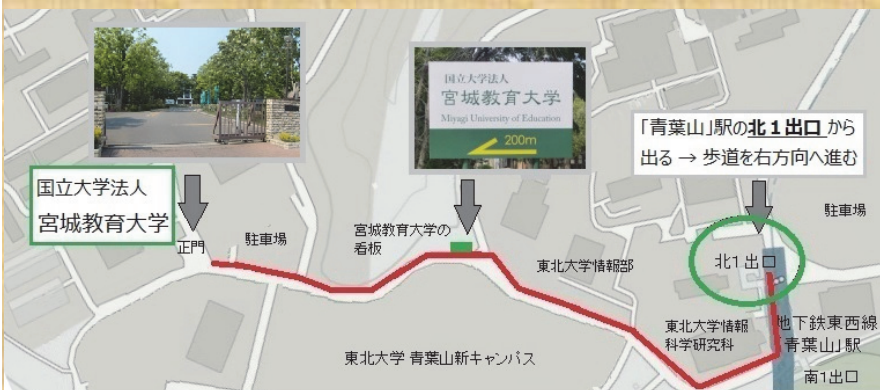 国立大学法人
宮城教育大学
Miyagi University of Education
200m
「青葉山」駅の北1出口 から
出る → 歩道を右方向へ進む
国立大学法人
宮城教育大学
正門
駐車場
宮城教育大学の
看板
東北大学情報部
北1出口
駐車場
東北大学情報
科学研究科
地下鉄東西線
青葉山」駅
東北大学 青葉山新キャンパス
南1出口